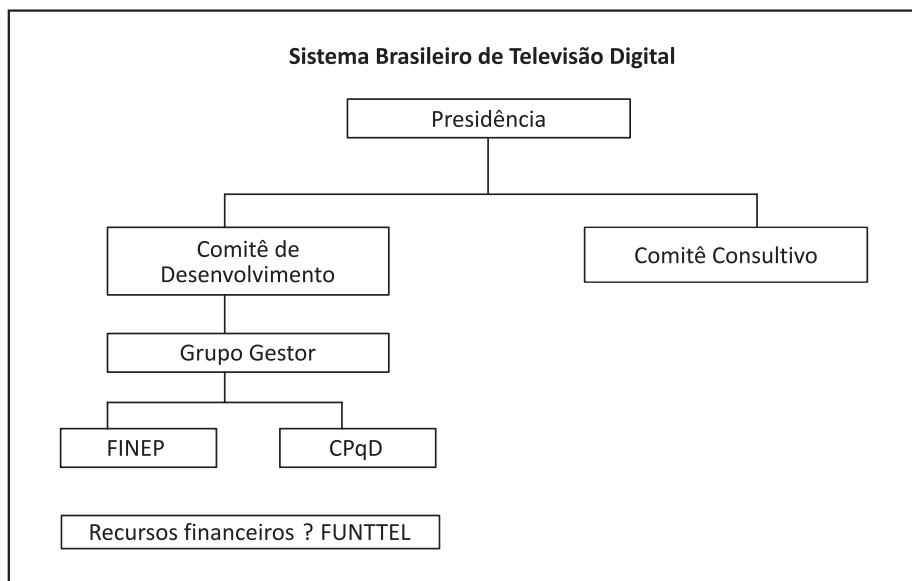 Sistema Brasileiro de Televisão Digital
Presidência
Comitê de
Desenvolvimento
Comitê Consultivo
Grupo Gestor
FINEP
CPqD
Recursos financeiros ? FUNTTEL